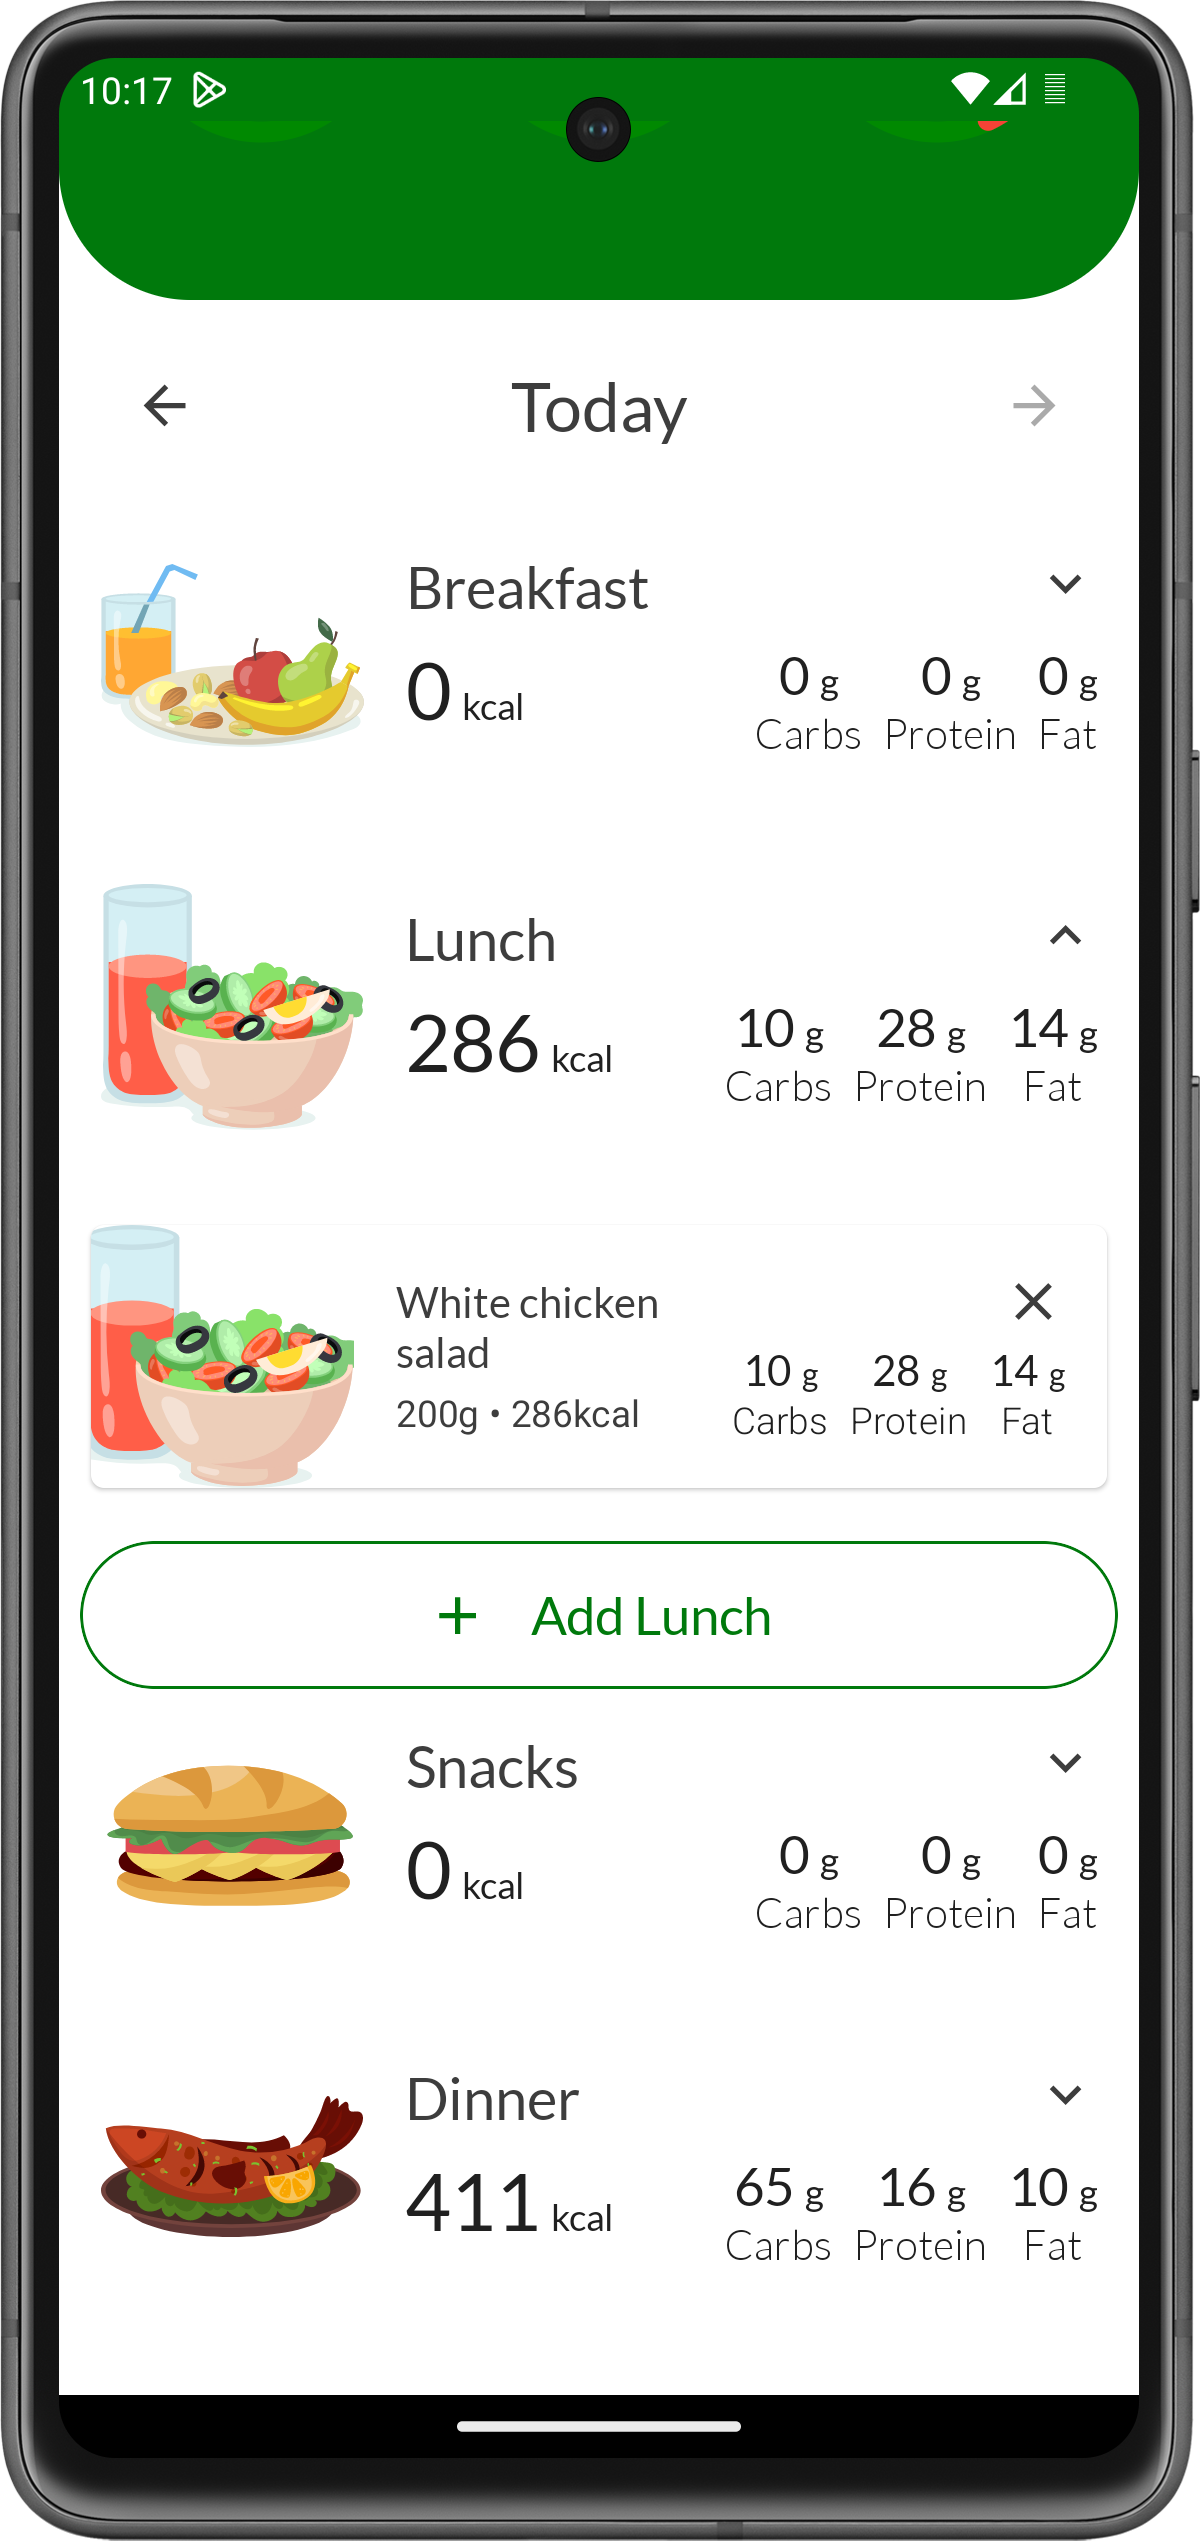 10:17
Today
Breakfast
0 kcal
0 g 0 g 0 g
Carbs Protein Fat
Lunch
286 kcal
10 g 28 g 14 g
Carbs Protein Fat
White chicken
salad
200g • 286kcal
10 g 28 g 14 g
Carbs Protein Fat
+ Add Lunch
Snacks
0 kcal
0 g 0 g 0 g
Carbs Protein Fat
Dinner
411 kcal
65 g 16 g 10 g
Carbs Protein Fat